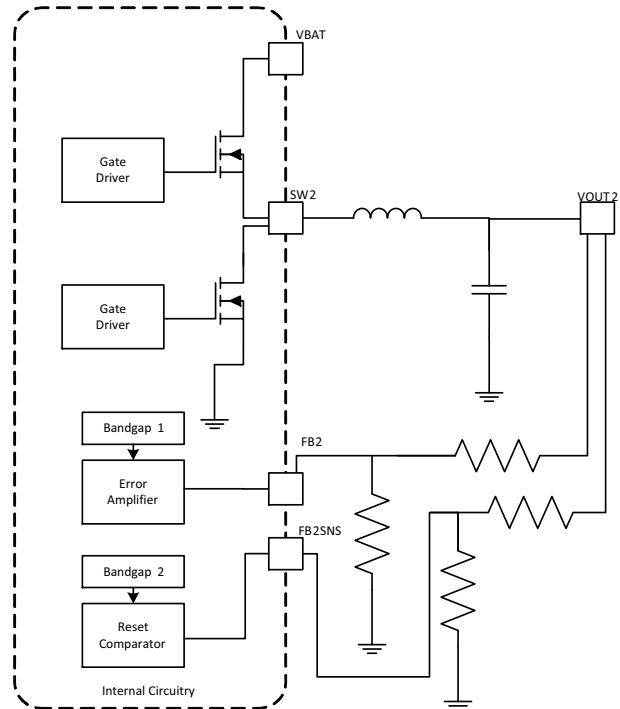 VBAT
Gate
Driver
SW2
VOUT2
Gate
Driver
Bandgap 1
FB2
Error
Amplifier
FB2SNS
Bandgap 2
Reset
Comparator
Internal Circuitry